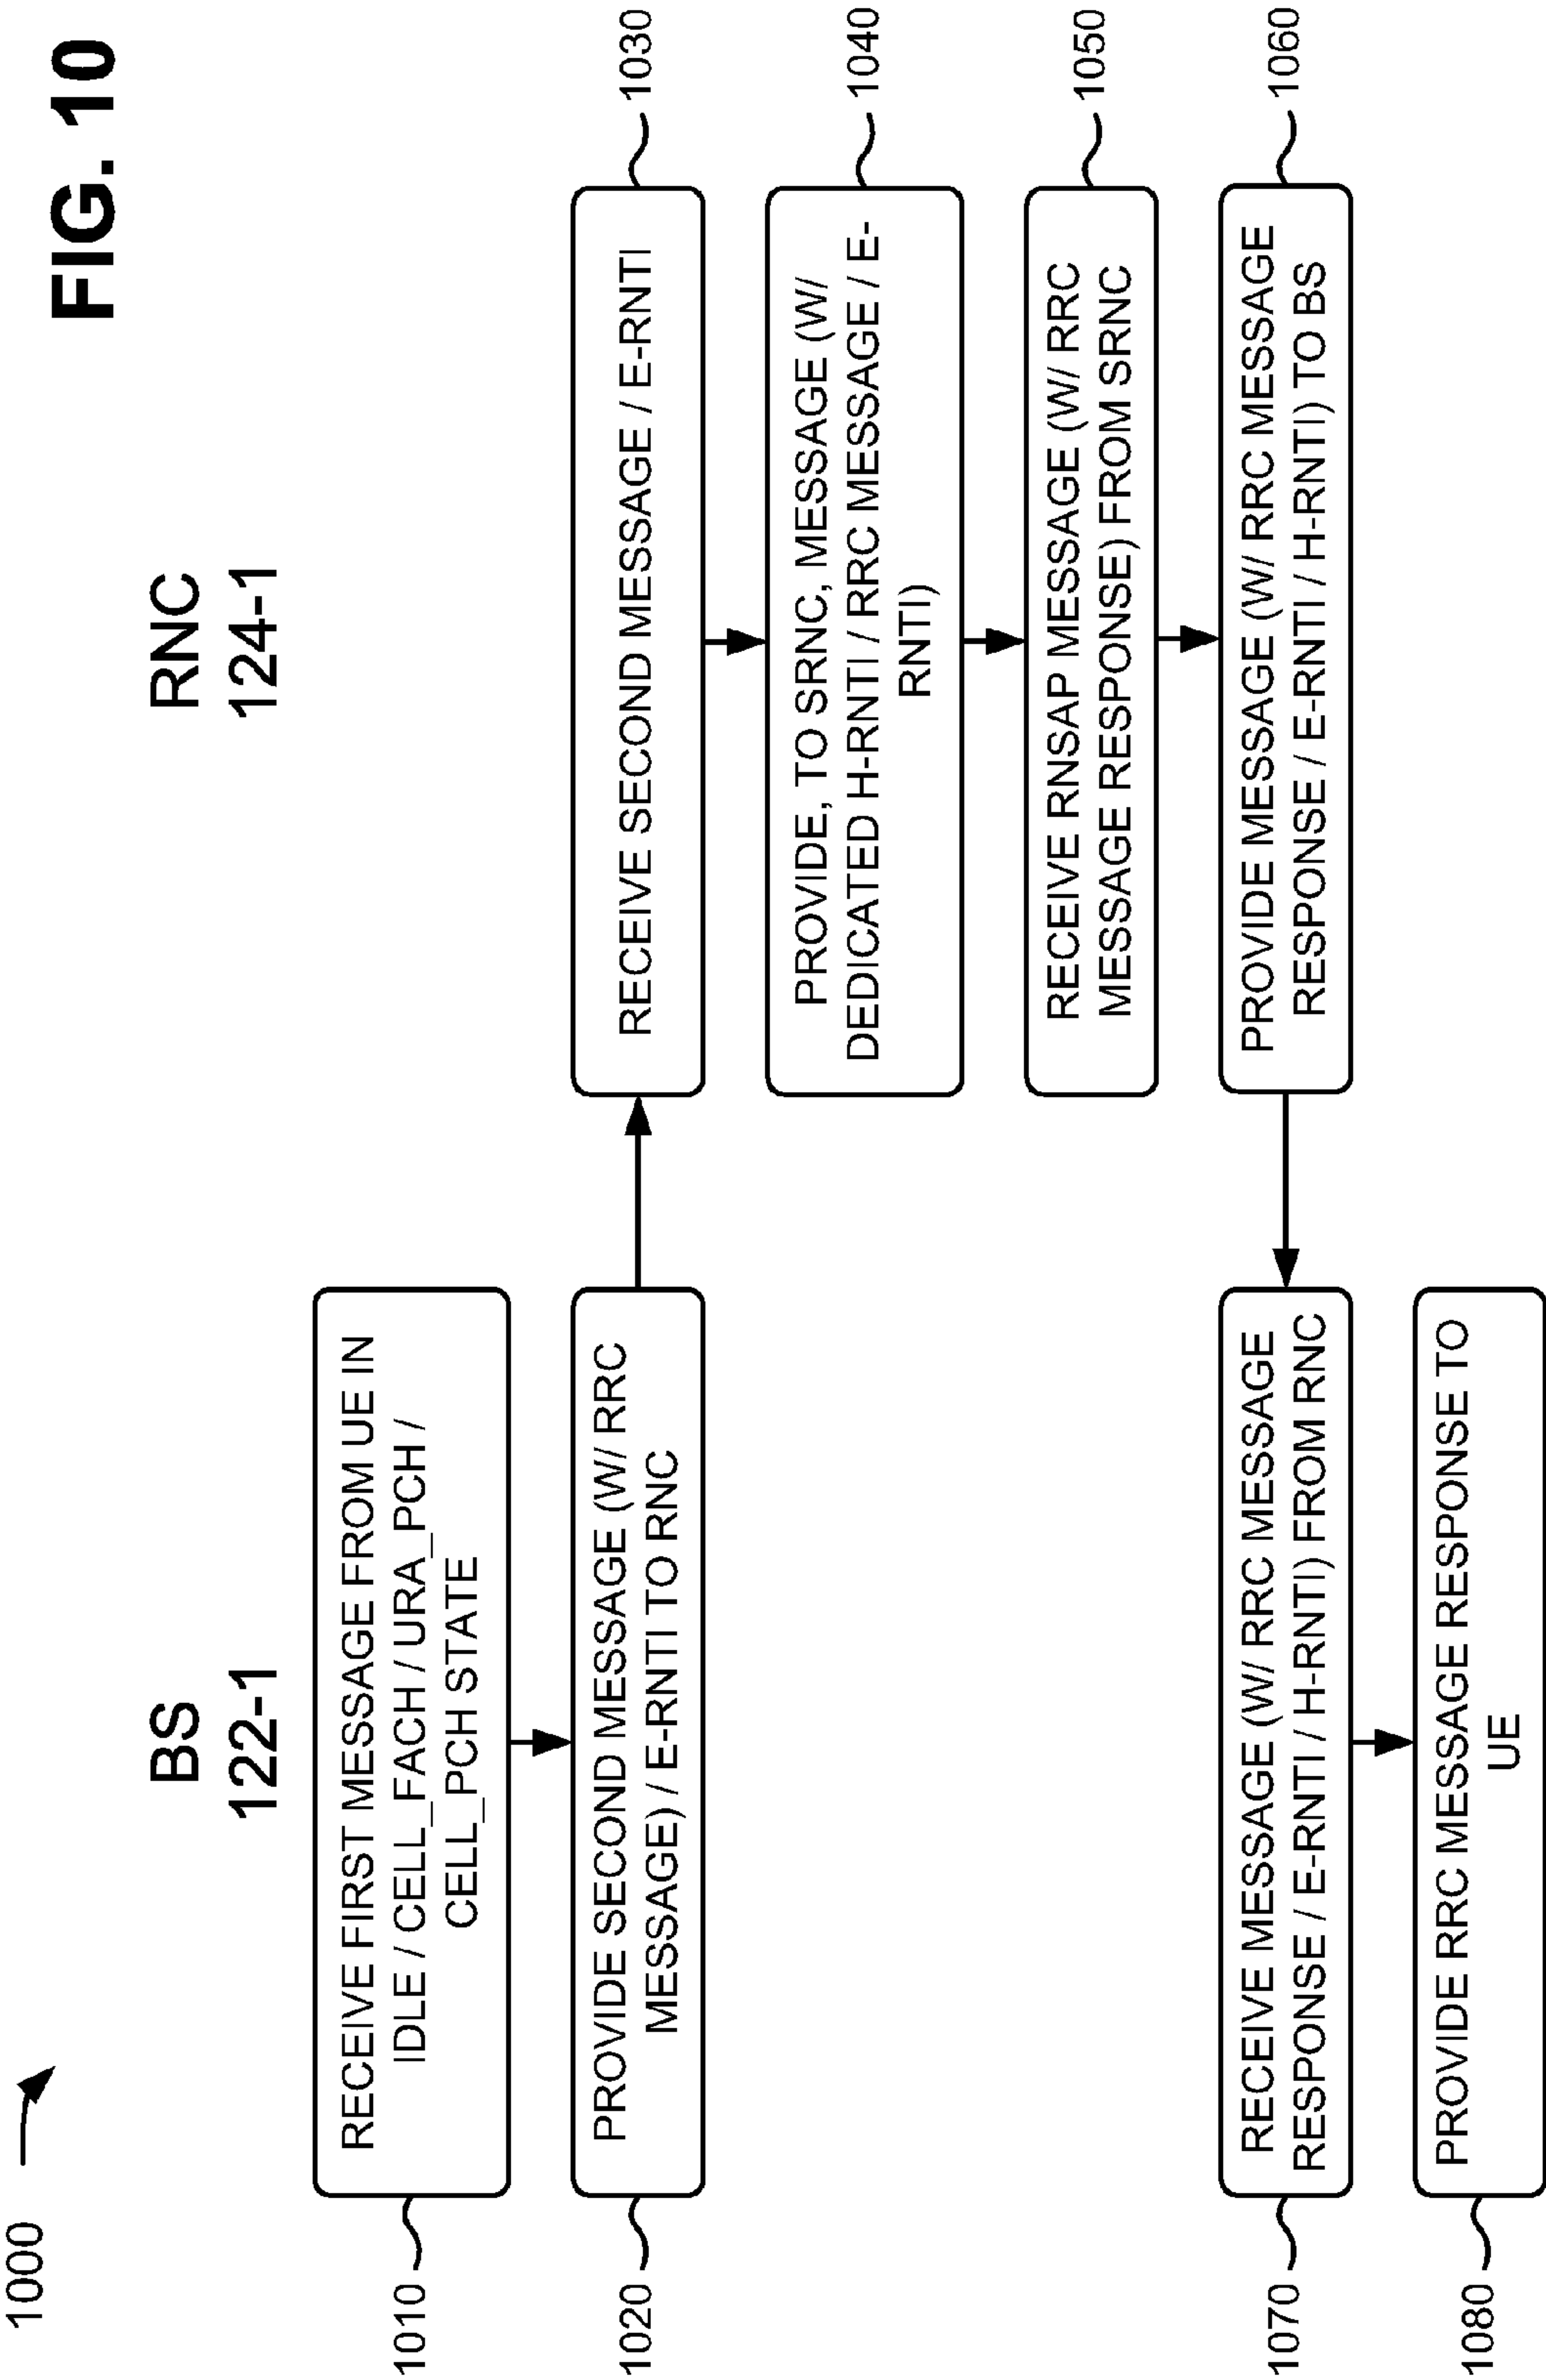 1000
FIG. 10
BS
122-1
RNC
124-1
1010
RECEIVE FIRST MESSAGE FROM UE IN
IDLE / CELL_FACH / URA_PCH /
CELL_PCH STATE
1020
PROVIDE SECOND MESSAGE (W/ RRC
MESSAGE) / E-RNTI TO RNC
RECEIVE SECOND MESSAGE / E-RNTI
1030
PROVIDE, TO SRNC, MESSAGE (W/
DEDICATED H-RNTI / RRC MESSAGE / E-
RNTI)
1040
RECEIVE RNSAP MESSAGE (W/ RRC
MESSAGE RESPONSE) FROM SRNC
1050
PROVIDE MESSAGE (W/ RRC MESSAGE
RESPONSE / E-RNTI / H-RNTI) TO BS
1060
1070
RECEIVE MESSAGE (W/ RRC MESSAGE
RESPONSE / E-RNTI / H-RNTI) FROM RNC
1080
PROVIDE RRC MESSAGE RESPONSE TO
UE